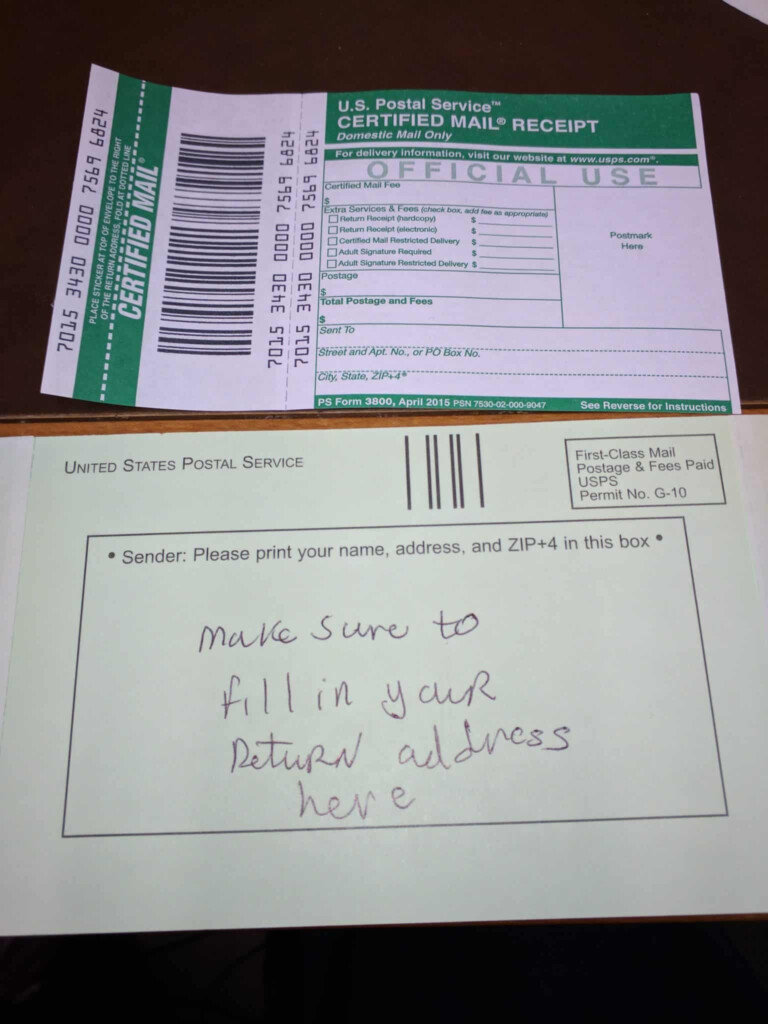 7015 3430 0000 7569 6824
PLACE STICKER AT TOP OF ENVELOPE TO THE RIGHT
OF THE RETURN ADDRESS, FOLD AT DOTTED LINE
CERTIFIED MAIL®
7015 3430 0000 7569 6824
7015 3430 0000 7569 6824
U.S. Postal Service™
CERTIFIED MAIL® RECEIPT
Domestic Mail Only
For delivery information, visit our website at www.usps.com®.
OFFICIAL USE
Certified Mail Fee
$
Extra Services & Fees (check box, add fee as appropriate)
Return Receipt (hardcopy) $
Return Receipt (electronic) $
Certified Mail Restricted Delivery $
Adult Signature Required $
Adult Signature Restricted Delivery $
Postage
$
Total Postage and Fees
$
Postmark
Here
Sent To
Street and Apt. No., or PO Box No.
City, State, ZIP+4®
PS Form 3800, April 2015 PSN 7530-02-000-9047 See Reverse for Instructions
UNITED STATES POSTAL SERVICE
First-Class Mail
Postage & Fees Paid
USPS
Permit No. G-10
• Sender: Please print your name, address, and ZIP+4 in this box •
Make sure to
fill in your
Return address
here